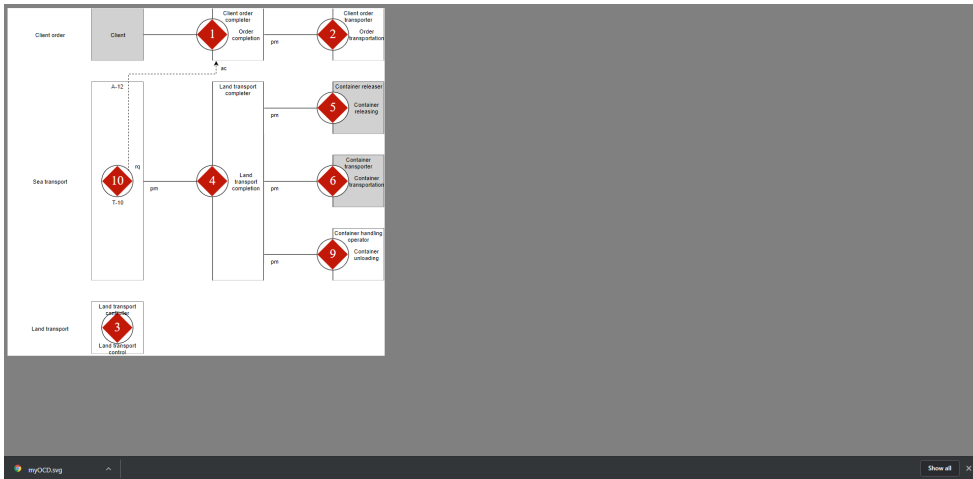 Client order
Client
Client order
completer
1
Order
completion
pm
Client order
transporter
2
Order
transportation
ac
Sea transport
A-12
10
rq
T-10
pm
Land transport
completer
4
Land
transport
completion
pm
Container releaser
5
Container
releasing
pm
Container
transporter
6
Container
transportation
pm
Container handling
operator
9
Container
unloading
Land transport
Land transport
controller
3
Land transport
control
myOCD.svg
Show all